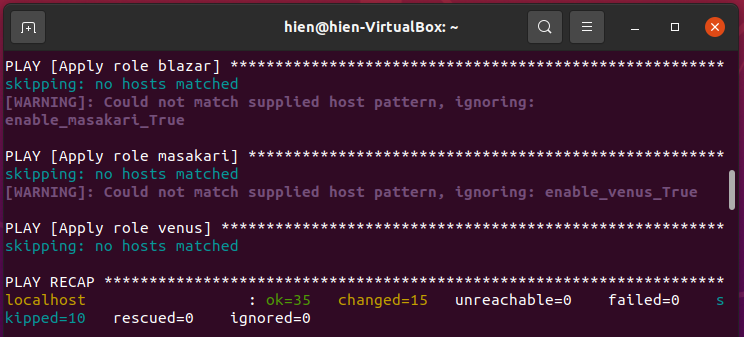 hien@hien-VirtualBox: ~
PLAY [Apply role blazar] *******************************************************
skipping: no hosts matched
[WARNING]: Could not match supplied host pattern, ignoring:
enable_masakari_True
PLAY [Apply role masakari] *****************************************************
skipping: no hosts matched
[WARNING]: Could not match supplied host pattern, ignoring: enable_venus_True
PLAY [Apply role venus] ********************************************************
skipping: no hosts matched
PLAY RECAP *********************************************************************
localhost                  : ok=35   changed=15   unreachable=0    failed=0    s
kipped=10   rescued=0    ignored=0